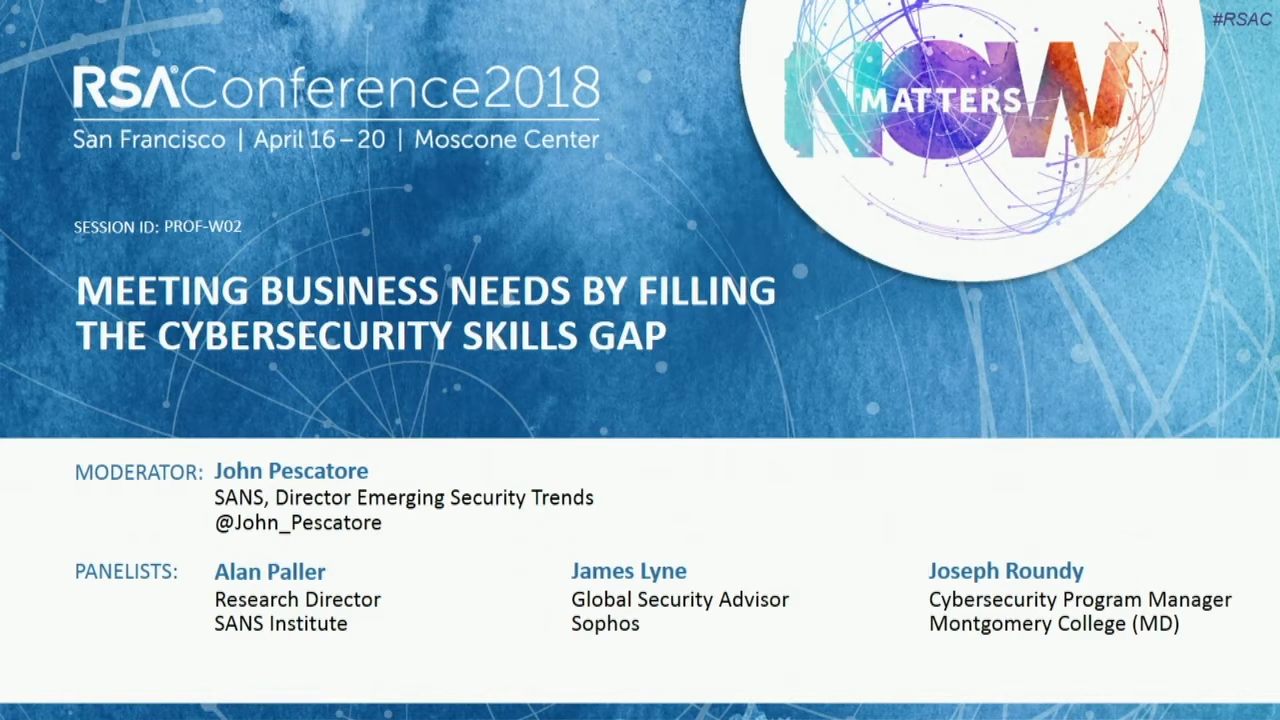 #RSAC
RSAConference2018
San Francisco | April 16–20 | Moscone Center
NOW
MATTERS
SESSION ID: PROF-W02
MEETING BUSINESS NEEDS BY FILLING
THE CYBERSECURITY SKILLS GAP
MODERATOR: John Pescatore
SANS, Director Emerging Security Trends
@John_Pescatore
PANELISTS: Alan Paller James Lyne Joseph Roundy
Research Director Global Security Advisor Cybersecurity Program Manager
SANS Institute Sophos Montgomery College (MD)